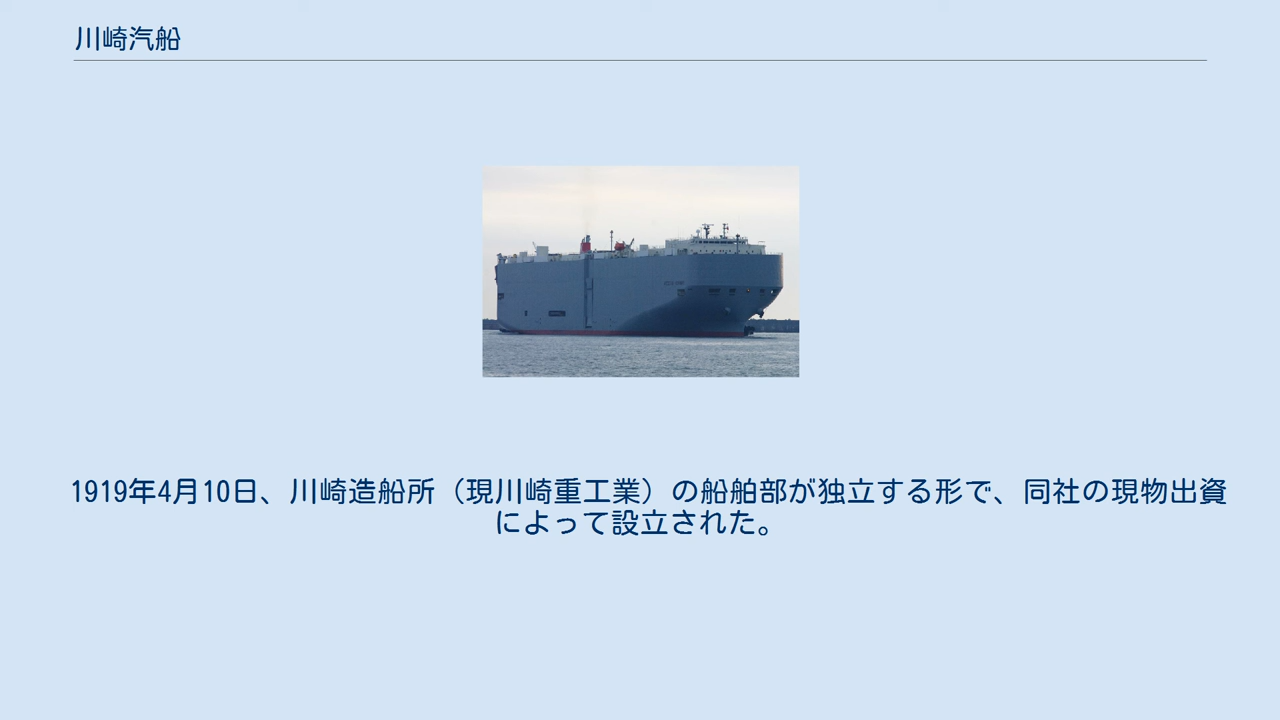 川崎汽船
1919年4月10日、川崎造船所（現川崎重工業）の船舶部が独立する形で、同社の現物出資
によって設立された。